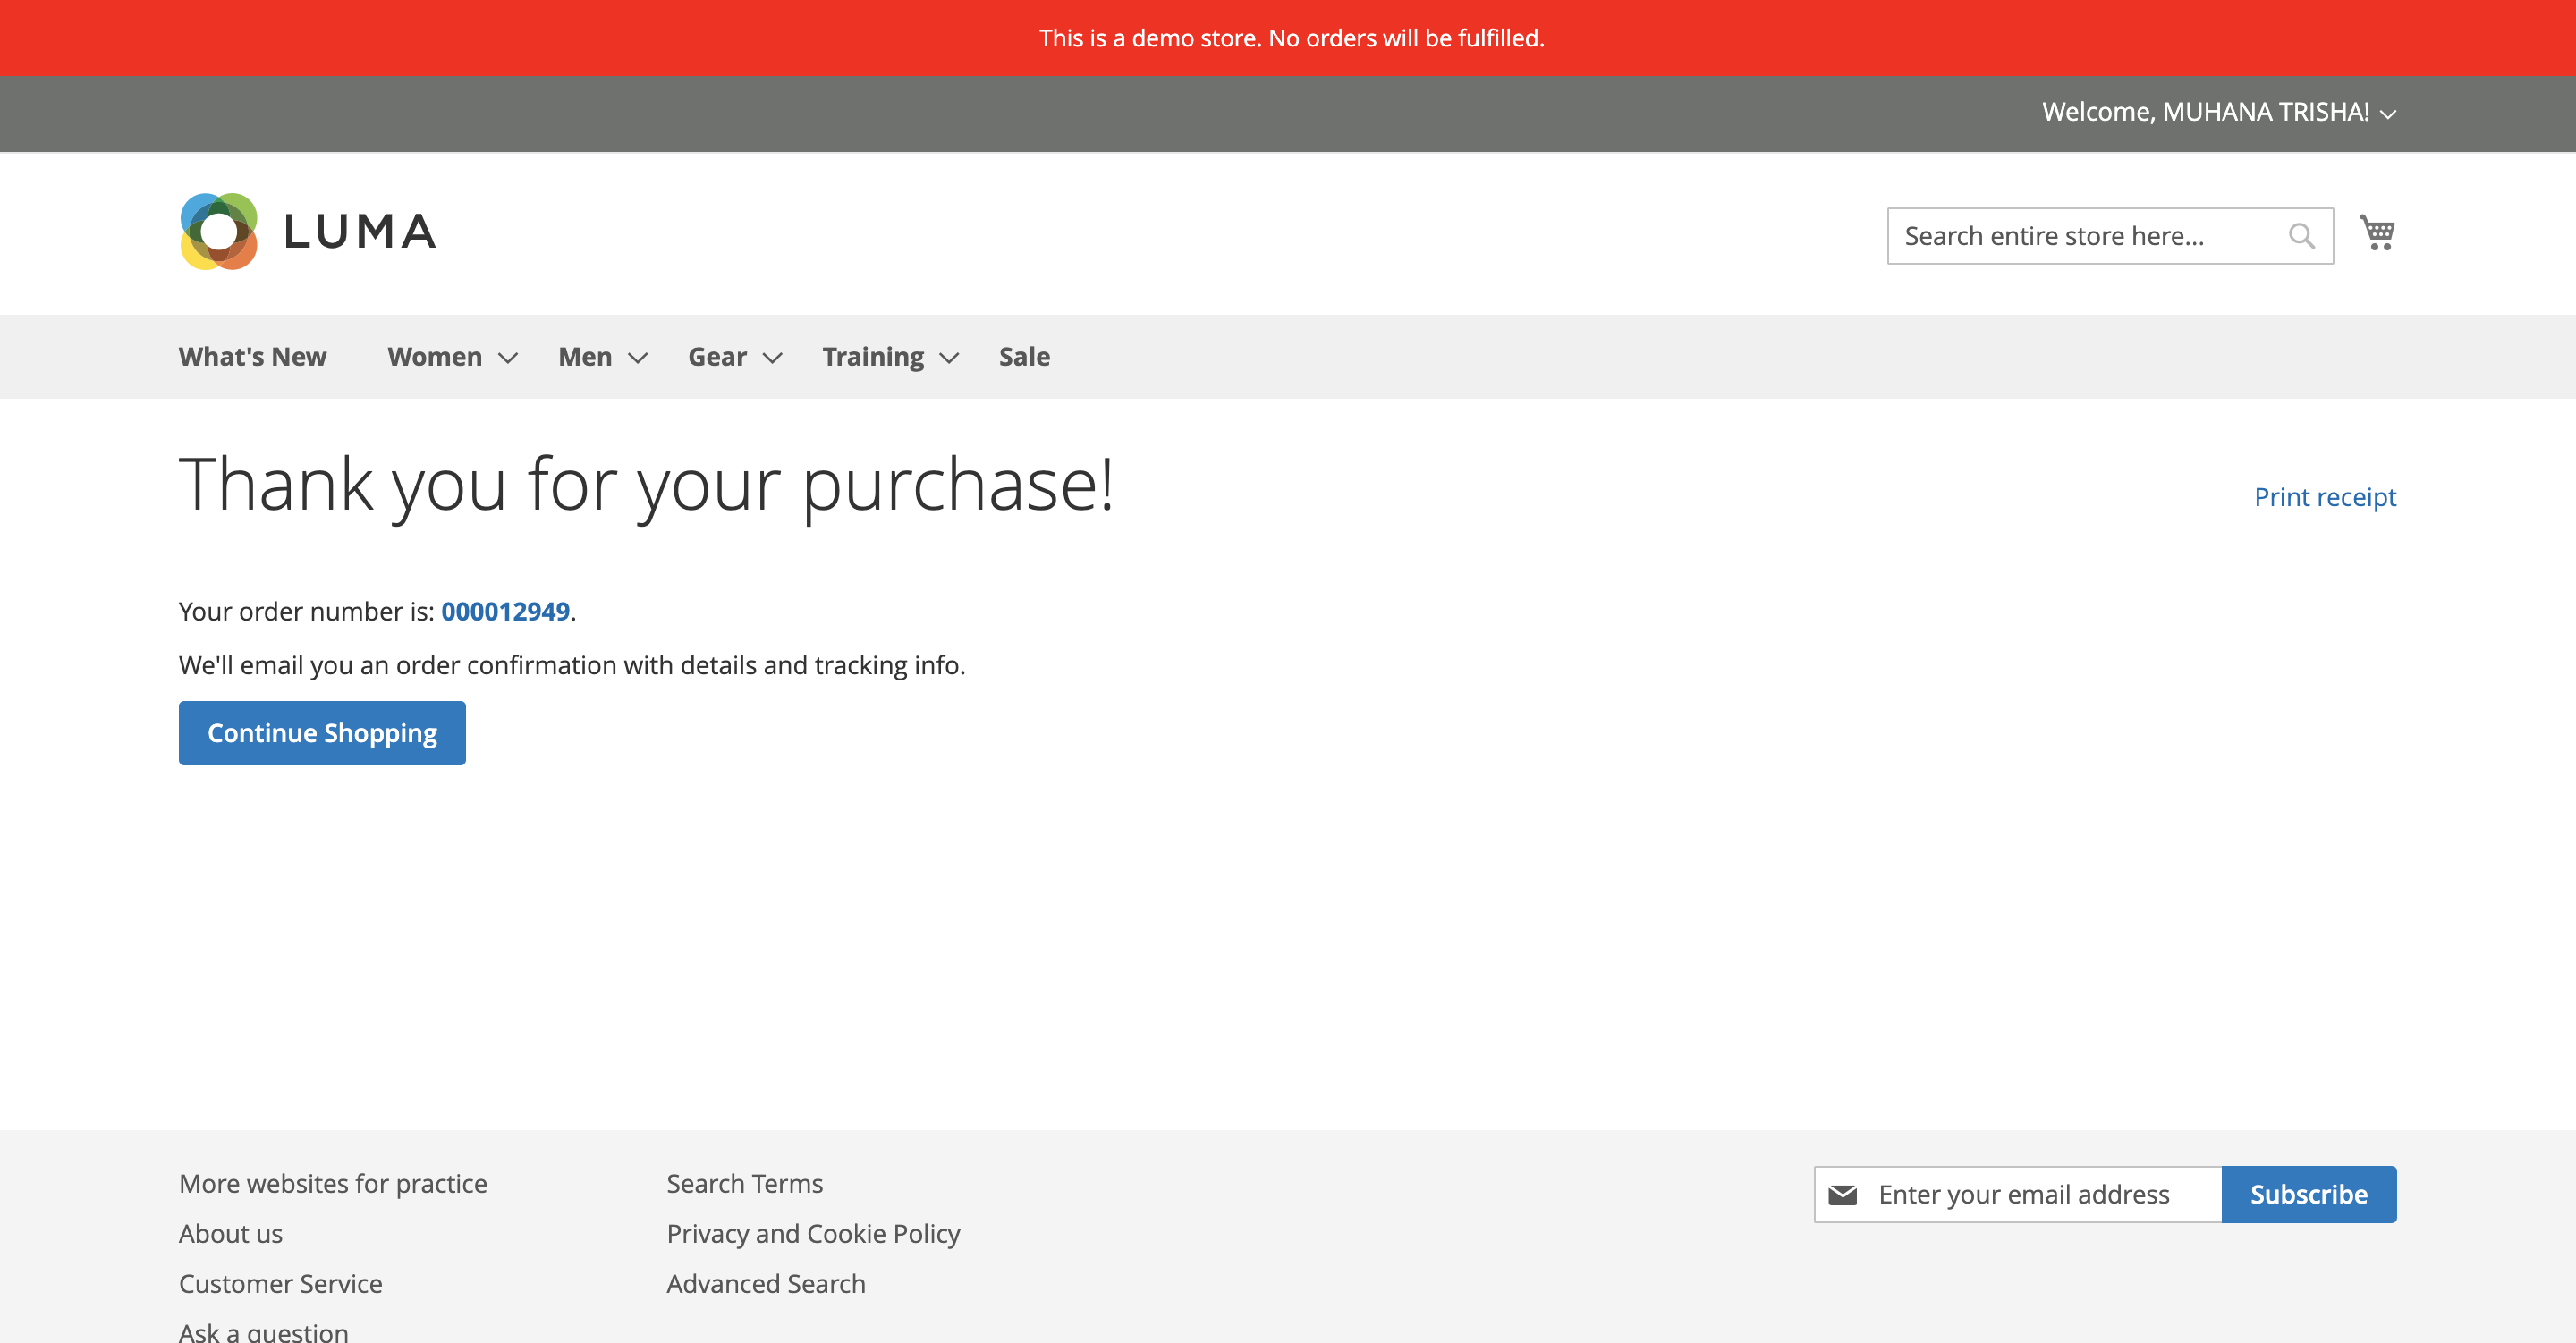 This is a demo store. No orders will be fulfilled.
Welcome, MUHANA TRISHA!
LUMA
Search entire store here...
What's New Women Men Gear Training Sale
Thank you for your purchase!
Print receipt
Your order number is: 000012949.
We'll email you an order confirmation with details and tracking info.
Continue Shopping
More websites for practice
About us
Customer Service
Ask a question
Search Terms
Privacy and Cookie Policy
Advanced Search
Enter your email address
Subscribe